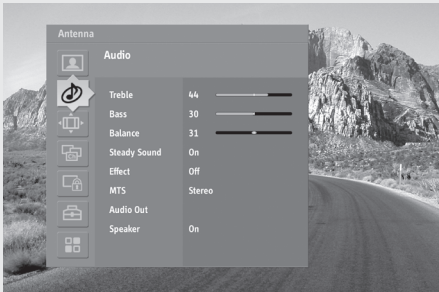 Antenna
Audio
Treble 44
Bass 30
Balance 31
Steady Sound On
Effect Off
MTS Stereo
Audio Out
Speaker On